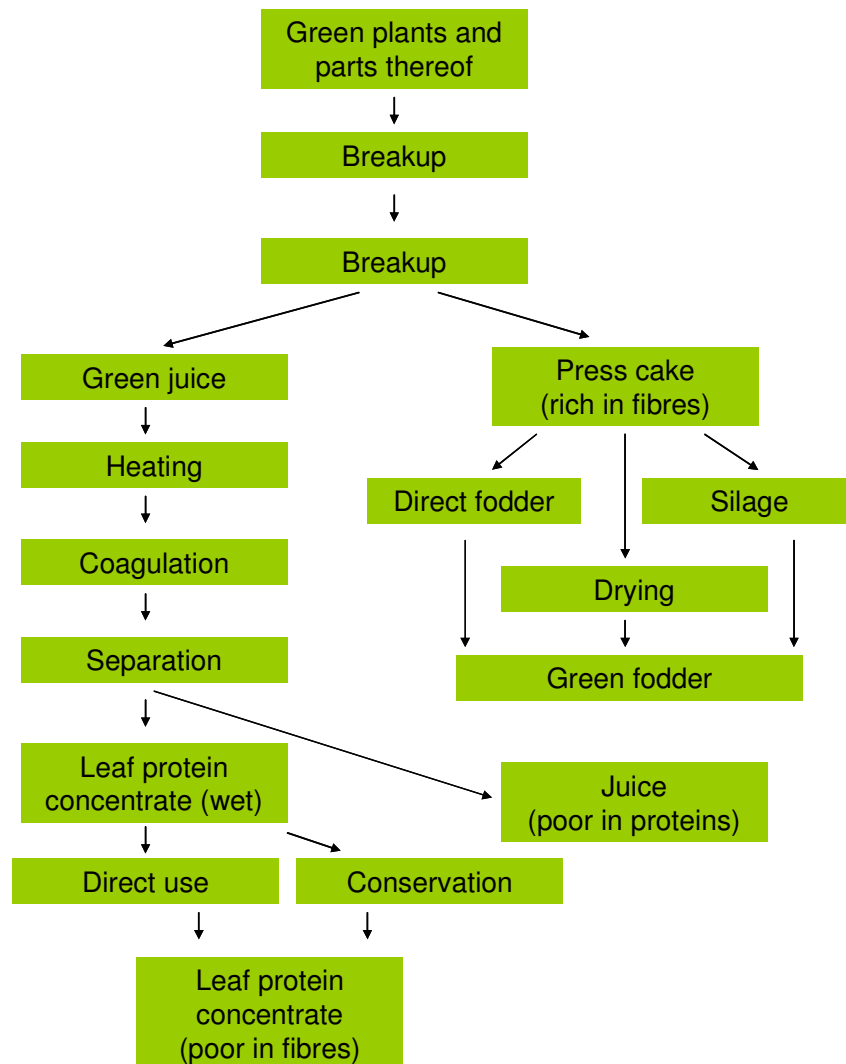 Green plants and
parts thereof
Breakup
Breakup
Green juice
Press cake
(rich in fibres)
Heating
Direct fodder
Silage
Coagulation
Drying
Separation
Green fodder
Leaf protein
concentrate (wet)
Juice
(poor in proteins)
Direct use
Conservation
Leaf protein
concentrate
(poor in fibres)